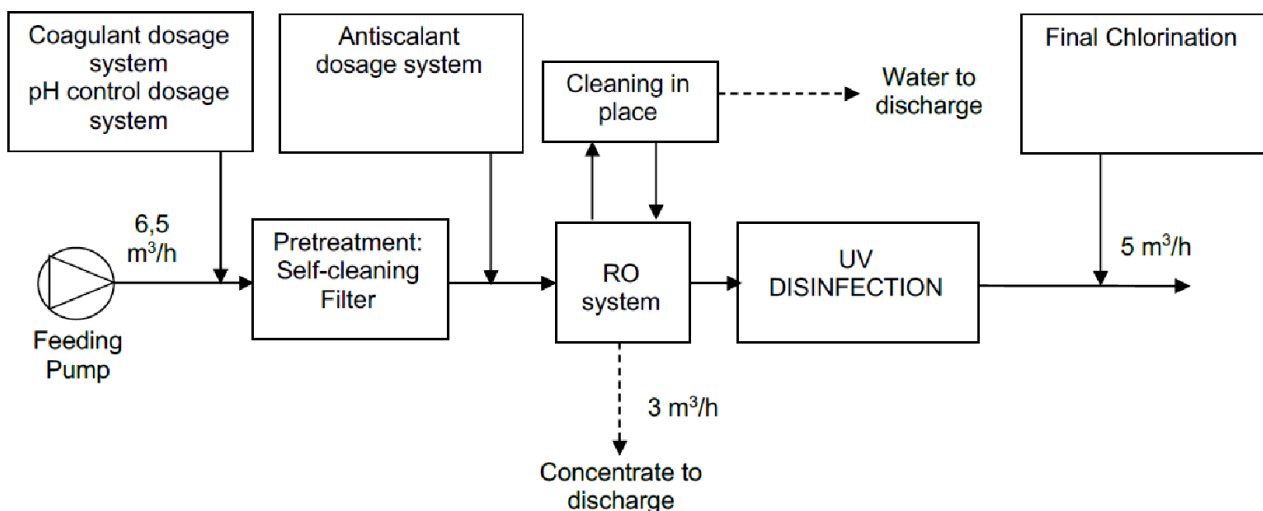 Coagulant dosage
system
pH control dosage
system
Antiscalant
dosage system
Cleaning in
place
Water to
discharge
Final Chlorination
6,5
m³/h
Feeding
Pump
Pretreatment:
Self-cleaning
Filter
RO
system
UV
DISINFECTION
5 m³/h
3 m³/h
Concentrate to
discharge